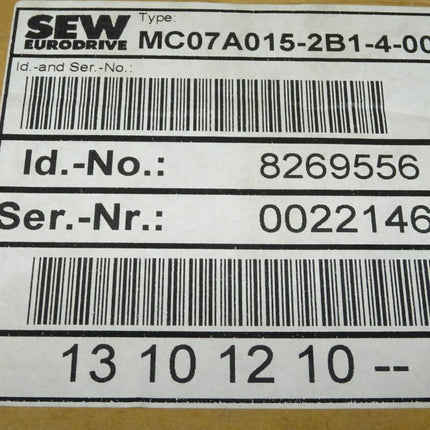 SEW
EURODRIVE
Type:
MC07A015-2B1-4-00
Id.-and Ser.-No.:
Id.-No.: 8269556
Ser.-Nr.: 0022146
13 10 12 10 --